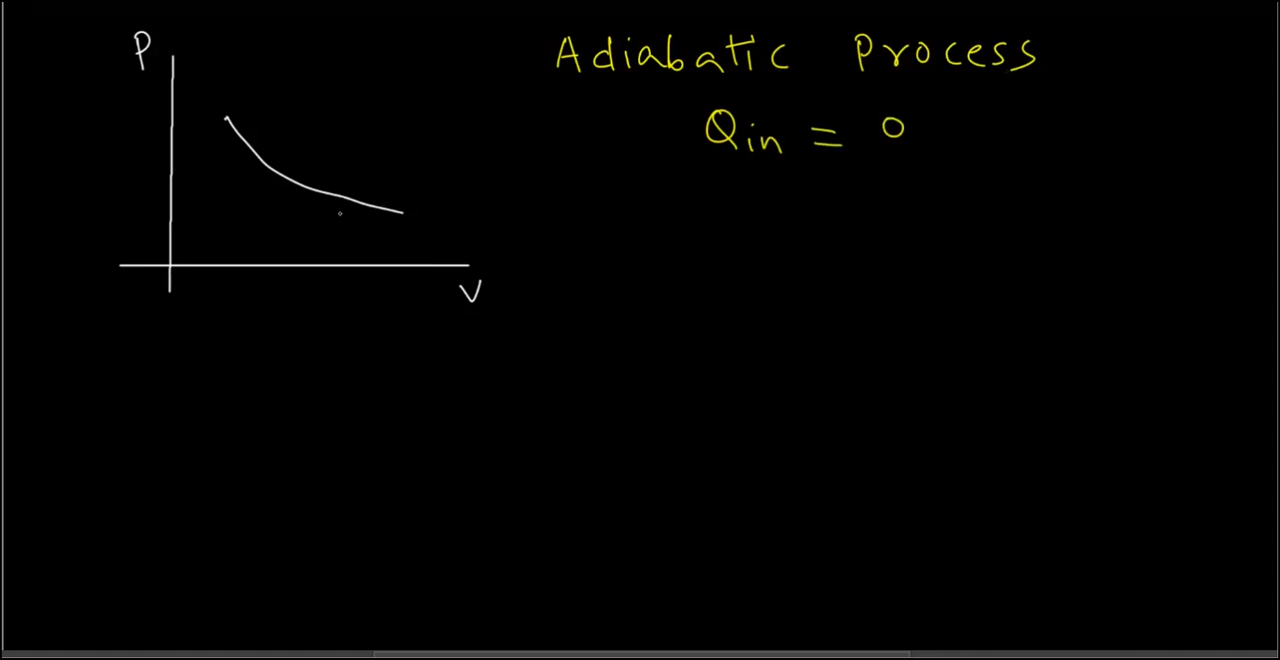 P
Adiabatic Process
Qin = 0
V